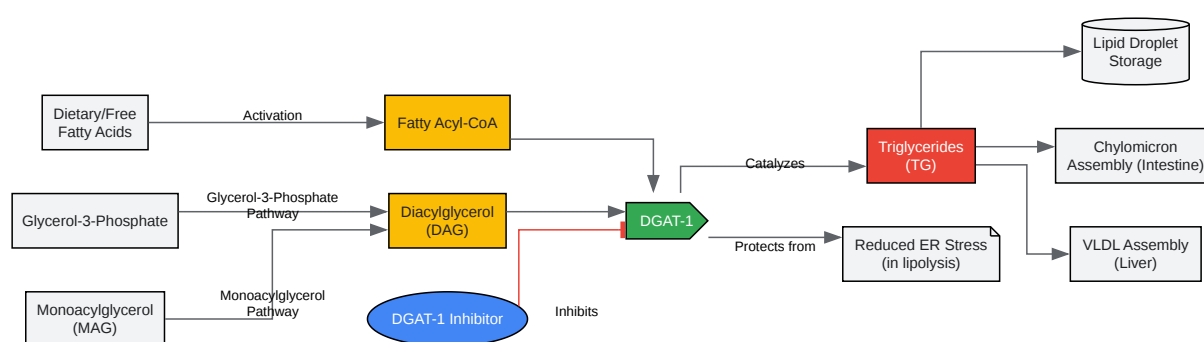 Lipid Droplet
Storage
Dietary/Free
Fatty Acids
Activation
Fatty Acyl-CoA
Triglycerides
(TG)
Chylomicron
Assembly (Intestine)
Catalyzes
Glycerol-3-Phosphate
Glycerol-3-Phosphate
Pathway
Diacylglycerol
(DAG)
DGAT-1
Protects from
Reduced ER Stress
(in lipolysis)
VLDL Assembly
(Liver)
Monoacylglycerol
(MAG)
Monoacylglycerol
Pathway
DGAT-1 Inhibitor
Inhibits